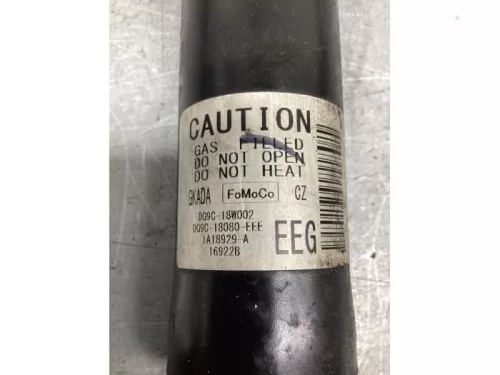 CAUTION
GAS FILLED
DO NOT OPEN
DO NOT HEAT
GKADA FoMoCo CZ
DG9C-18W002
DG9C-18080-EEE
EEG
1A18929-A
16922B